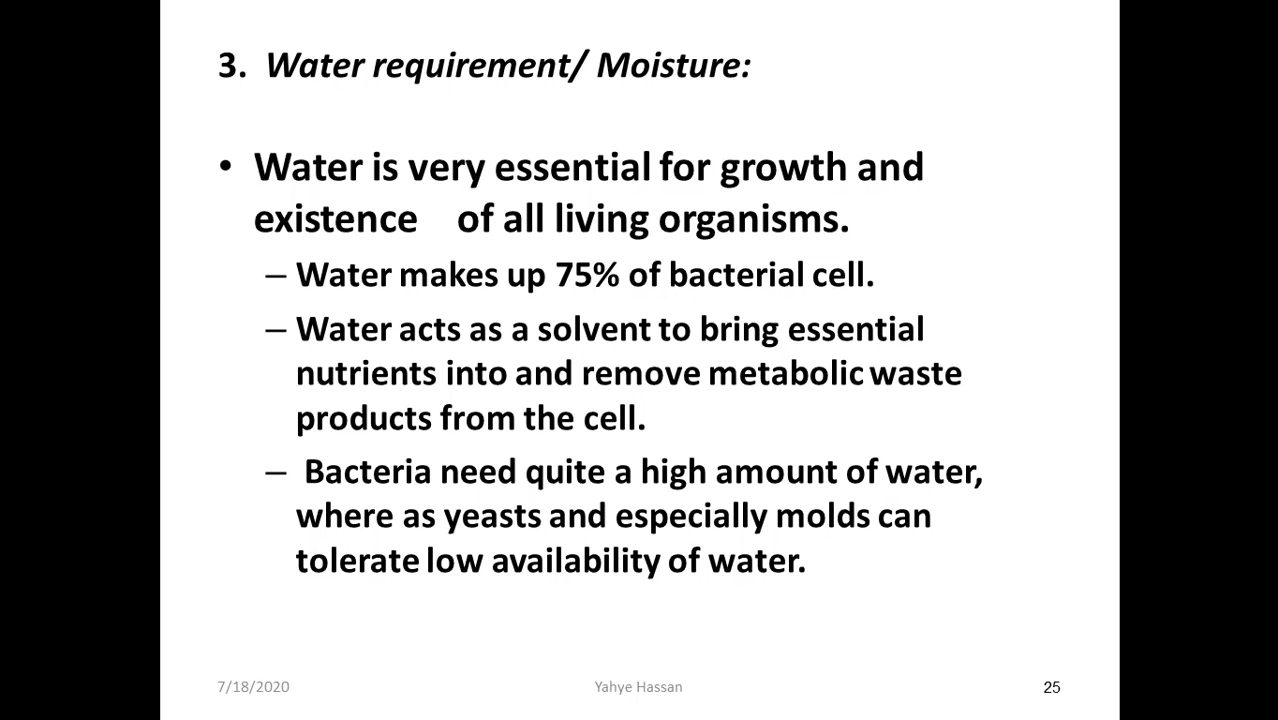 3. Water requirement/ Moisture:
• Water is very essential for growth and
existence of all living organisms.
– Water makes up 75% of bacterial cell.
– Water acts as a solvent to bring essential
nutrients into and remove metabolic waste
products from the cell.
– Bacteria need quite a high amount of water,
where as yeasts and especially molds can
tolerate low availability of water.
7/18/2020 Yahye Hassan 25